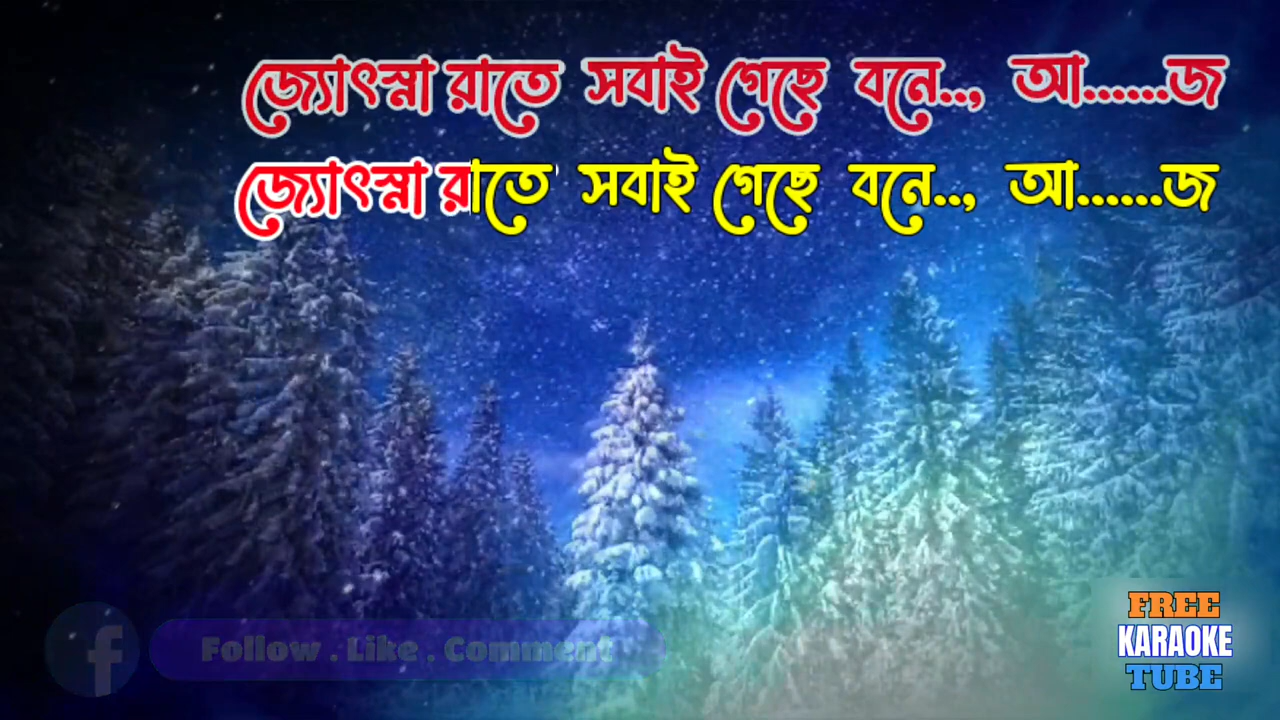 জ্যোৎস্না রাতে সবাই গেছে বনে.., আ......জ
জ্যোৎস্না রাতে সবাই গেছে বনে.., আ......জ
Follow . Like . Comment
FREE
KARAOKE
TUBE